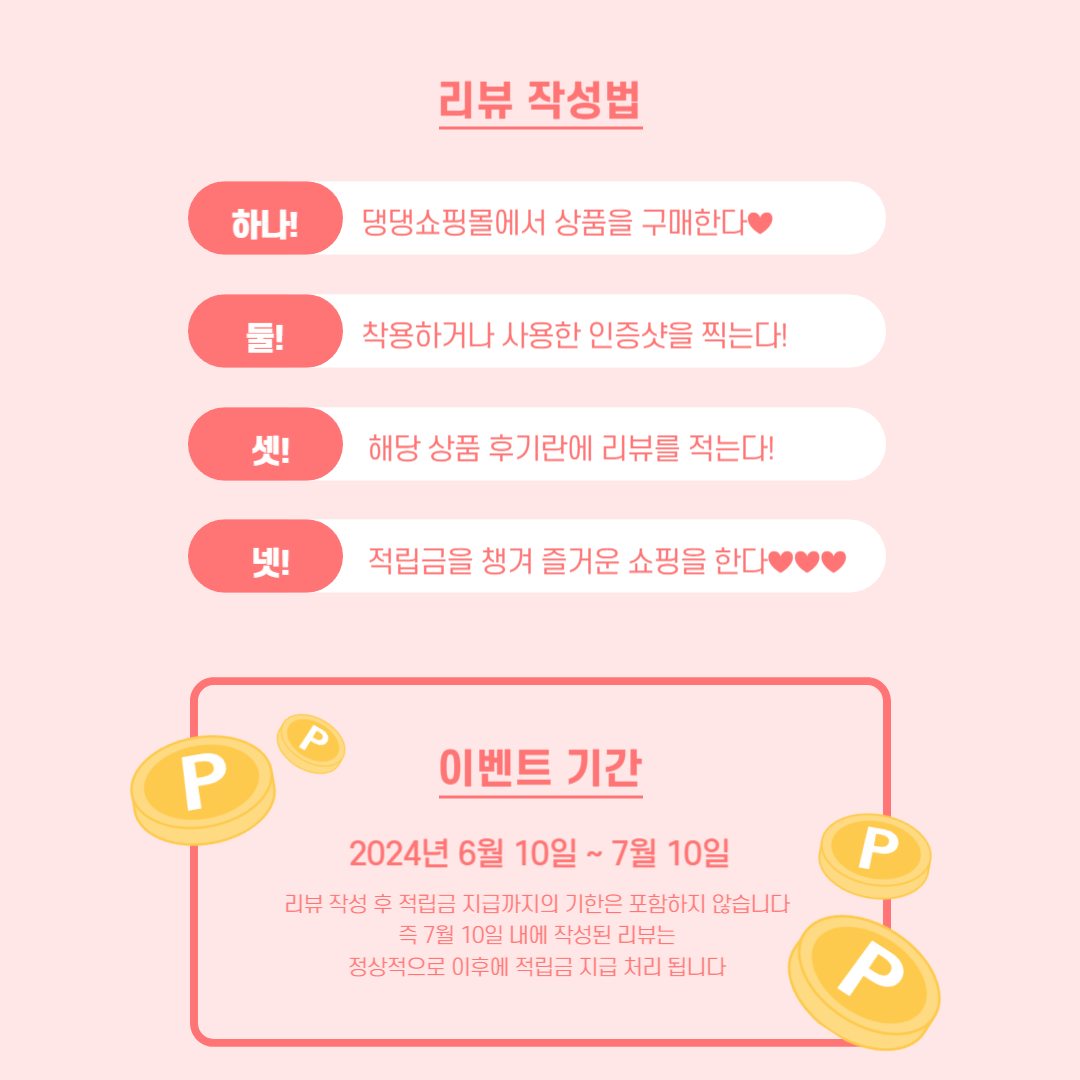 리뷰 작성법
하나! 댕댕쇼핑몰에서 상품을 구매한다♥
둘! 착용하거나 사용한 인증샷을 찍는다!
셋! 해당 상품 후기란에 리뷰를 적는다!
넷! 적립금을 챙겨 즐거운 쇼핑을 한다♥♥♥
P
P
이벤트 기간
2024년 6월 10일 ~ 7월 10일
P
리뷰 작성 후 적립금 지급까지의 기한은 포함하지 않습니다
즉 7월 10일 내에 작성된 리뷰는
정상적으로 이후에 적립금 지급 처리 됩니다
P